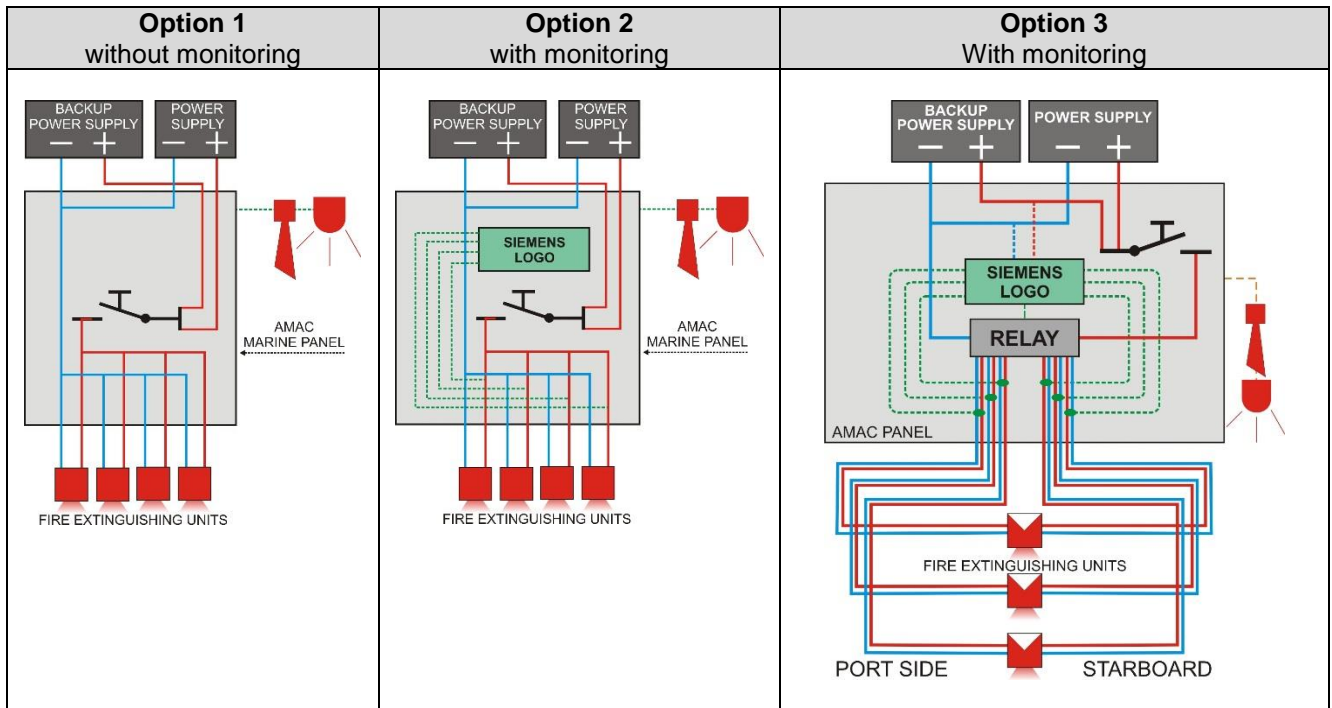 Option 1
without monitoring
Option 2
with monitoring
Option 3
With monitoring
BACKUP
POWER SUPPLY
− +
POWER
SUPPLY
− +
AMAC
MARINE PANEL
FIRE EXTINGUISHING UNITS
BACKUP
POWER SUPPLY
− +
POWER
SUPPLY
− +
SIEMENS
LOGO
AMAC
MARINE PANEL
FIRE EXTINGUISHING UNITS
BACKUP
POWER SUPPLY
− +
POWER SUPPLY
− +
SIEMENS
LOGO
RELAY
AMAC PANEL
FIRE EXTINGUISHING UNITS
PORT SIDE
STARBOARD